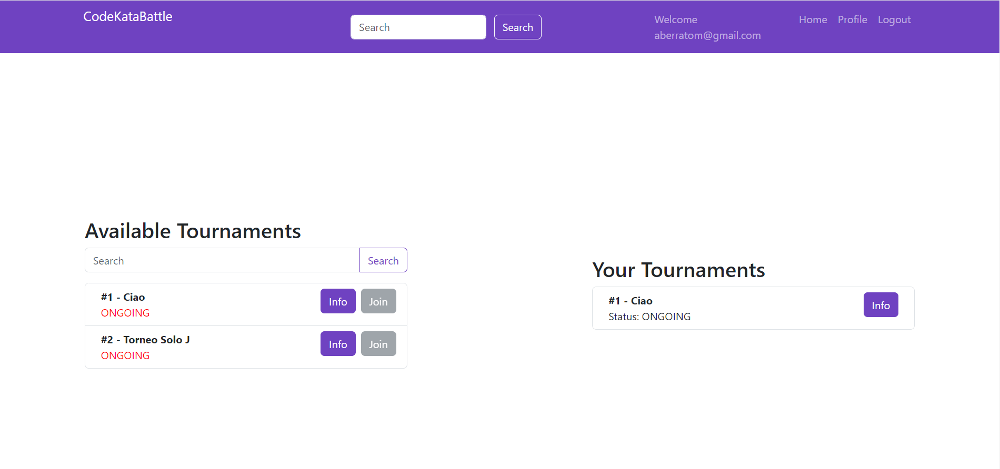 CodeKataBattle
Search
Search
Welcome
aberratom@gmail.com
Home
Profile
Logout
Available Tournaments
Search
Search
#1 - Ciao
ONGOING
Info
Join
#2 - Torneo Solo J
ONGOING
Info
Join
Your Tournaments
#1 - Ciao
Status: ONGOING
Info